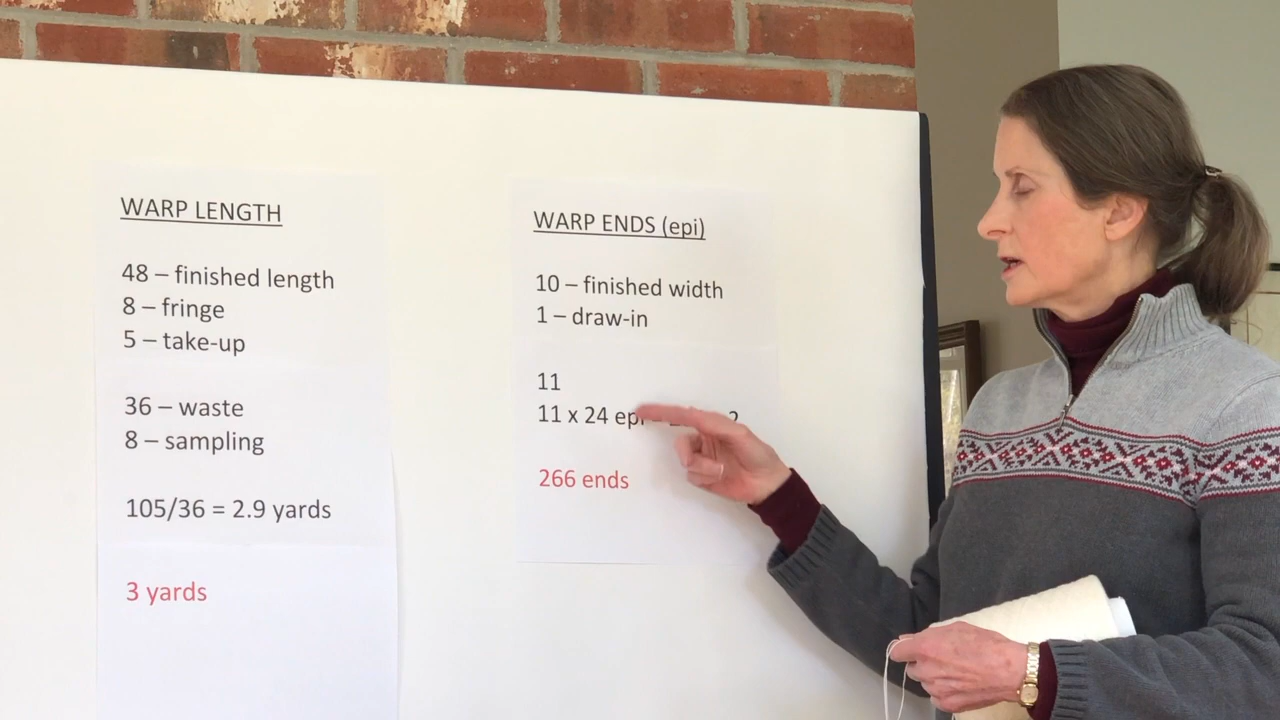 WARP LENGTH
48 – finished length
8 – fringe
5 – take-up
36 – waste
8 – sampling
105/36 = 2.9 yards
3 yards
WARP ENDS (epi)
10 – finished width
1 – draw-in
11
11 x 24 epi 2
266 ends